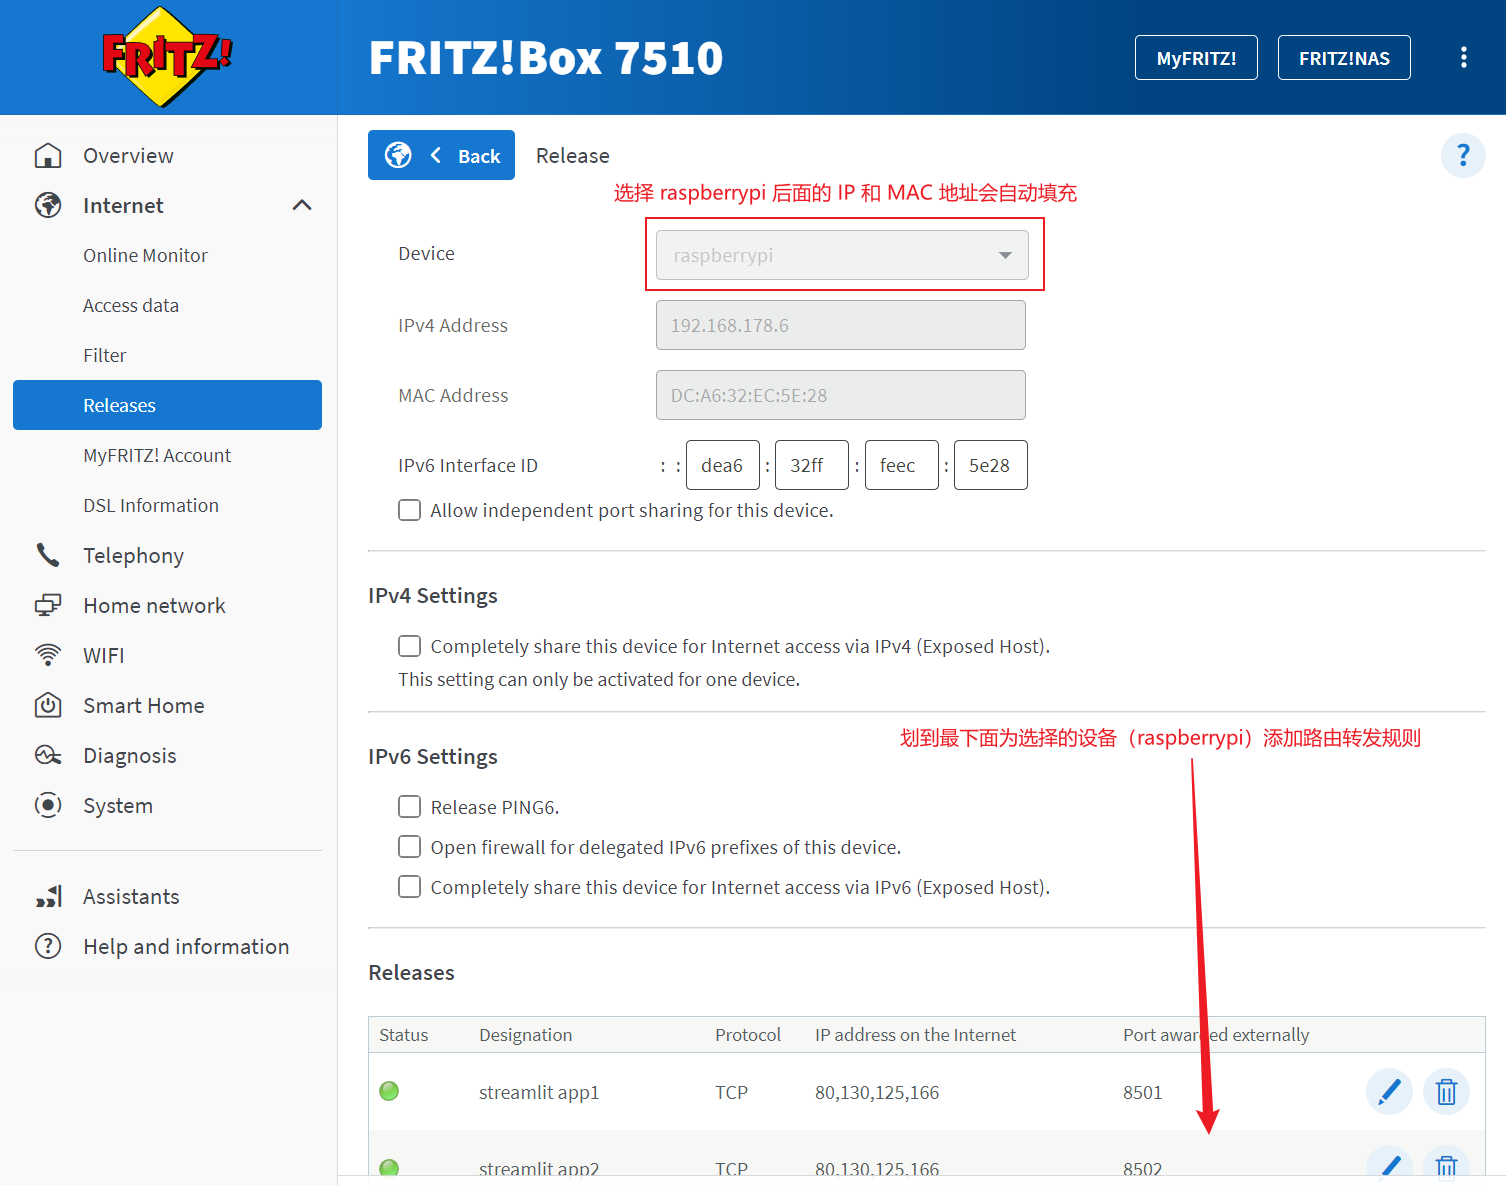 FRITZ!
FRITZ!Box 7510
MyFRITZ!
FRITZ!NAS
Overview
Internet
Online Monitor
Access data
Filter
Releases
MyFRITZ! Account
DSL Information
Telephony
Home network
WIFI
Smart Home
Diagnosis
System
Assistants
Help and information
Back
Release
?
选择 raspberrypi 后面的 IP 和 MAC 地址会自动填充
Device
raspberrypi
IPv4 Address
192.168.178.6
MAC Address
DC:A6:32:EC:5E:28
IPv6 Interface ID
: : dea6 : 32ff : feec : 5e28
Allow independent port sharing for this device.
IPv4 Settings
Completely share this device for Internet access via IPv4 (Exposed Host).
This setting can only be activated for one device.
划到最下面为选择的设备（raspberrypi）添加路由转发规则
IPv6 Settings
Release PING6.
Open firewall for delegated IPv6 prefixes of this device.
Completely share this device for Internet access via IPv6 (Exposed Host).
Releases
Status Designation Protocol IP address on the Internet Port awarded externally
streamlit app1 TCP 80,130,125,166 8501
streamlit app2 TCP 80.130.125.166 8502